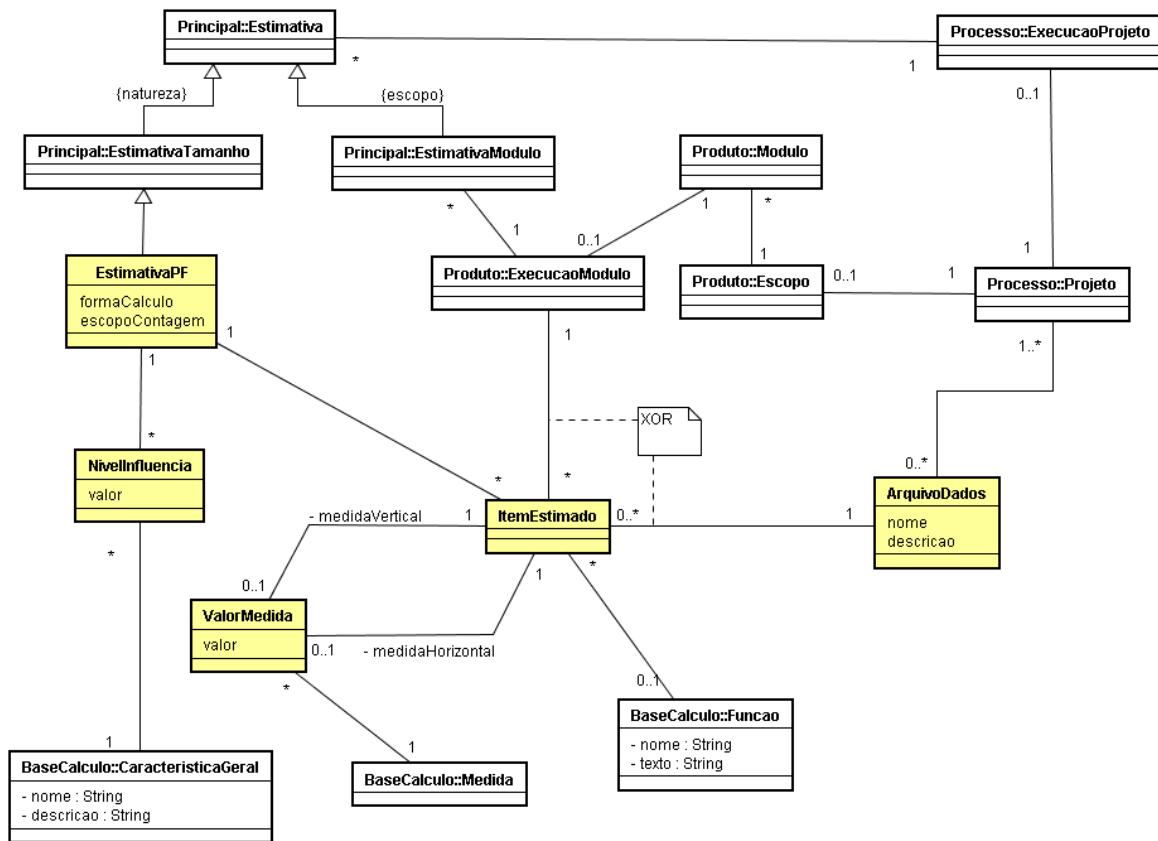 Principal::Estimativa
Processo::ExecucaoProjeto
*
1
0..1
{natureza}
{escopo}
Principal::EstimativaTamanho
Principal::EstimativaModulo
Produto::Modulo
*
1
0..1
1
*
1
EstimativaPF
formaCalculo
escopoContagem
Produto::ExecucaoModulo
Produto::Escopo
0..1
1
1
Processo::Projeto
1
1
1
1..*
XOR
*
NivelInfluencia
valor
*
*
*
0..*
ArquivoDados
nome
descricao
- medidaVertical
1
ItemEstimado
0..*
1
0..1
1
*
ValorMedida
valor
0..1
- medidaHorizontal
*
0..1
BaseCalculo::Funcao
- nome : String
- texto : String
1
1
BaseCalculo::CaracteristicaGeral
- nome : String
- descricao : String
BaseCalculo::Medida